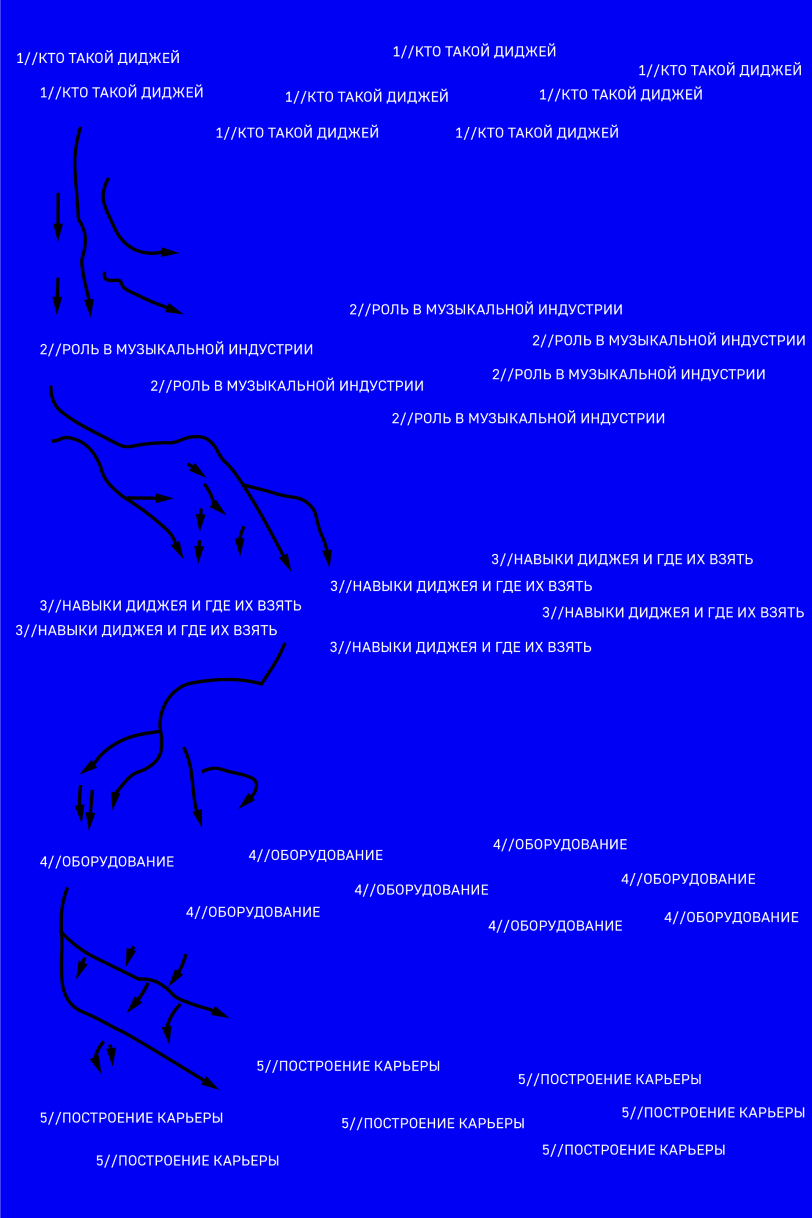 1//КТО ТАКОЙ ДИДЖЕЙ
1//КТО ТАКОЙ ДИДЖЕЙ
1//КТО ТАКОЙ ДИДЖЕЙ
1//КТО ТАКОЙ ДИДЖЕЙ
1//КТО ТАКОЙ ДИДЖЕЙ
1//КТО ТАКОЙ ДИДЖЕЙ
1//КТО ТАКОЙ ДИДЖЕЙ
1//КТО ТАКОЙ ДИДЖЕЙ
2//РОЛЬ В МУЗЫКАЛЬНОЙ ИНДУСТРИИ
2//РОЛЬ В МУЗЫКАЛЬНОЙ ИНДУСТРИИ
2//РОЛЬ В МУЗЫКАЛЬНОЙ ИНДУСТРИИ
2//РОЛЬ В МУЗЫКАЛЬНОЙ ИНДУСТРИИ
2//РОЛЬ В МУЗЫКАЛЬНОЙ ИНДУСТРИИ
2//РОЛЬ В МУЗЫКАЛЬНОЙ ИНДУСТРИИ
3//НАВЫКИ ДИДЖЕЯ И ГДЕ ИХ ВЗЯТЬ
3//НАВЫКИ ДИДЖЕЯ И ГДЕ ИХ ВЗЯТЬ
3//НАВЫКИ ДИДЖЕЯ И ГДЕ ИХ ВЗЯТЬ
3//НАВЫКИ ДИДЖЕЯ И ГДЕ ИХ ВЗЯТЬ
3//НАВЫКИ ДИДЖЕЯ И ГДЕ ИХ ВЗЯТЬ
3//НАВЫКИ ДИДЖЕЯ И ГДЕ ИХ ВЗЯТЬ
4//ОБОРУДОВАНИЕ
4//ОБОРУДОВАНИЕ
4//ОБОРУДОВАНИЕ
4//ОБОРУДОВАНИЕ
4//ОБОРУДОВАНИЕ
4//ОБОРУДОВАНИЕ
4//ОБОРУДОВАНИЕ
4//ОБОРУДОВАНИЕ
5//ПОСТРОЕНИЕ КАРЬЕРЫ
5//ПОСТРОЕНИЕ КАРЬЕРЫ
5//ПОСТРОЕНИЕ КАРЬЕРЫ
5//ПОСТРОЕНИЕ КАРЬЕРЫ
5//ПОСТРОЕНИЕ КАРЬЕРЫ
5//ПОСТРОЕНИЕ КАРЬЕРЫ
5//ПОСТРОЕНИЕ КАРЬЕРЫ